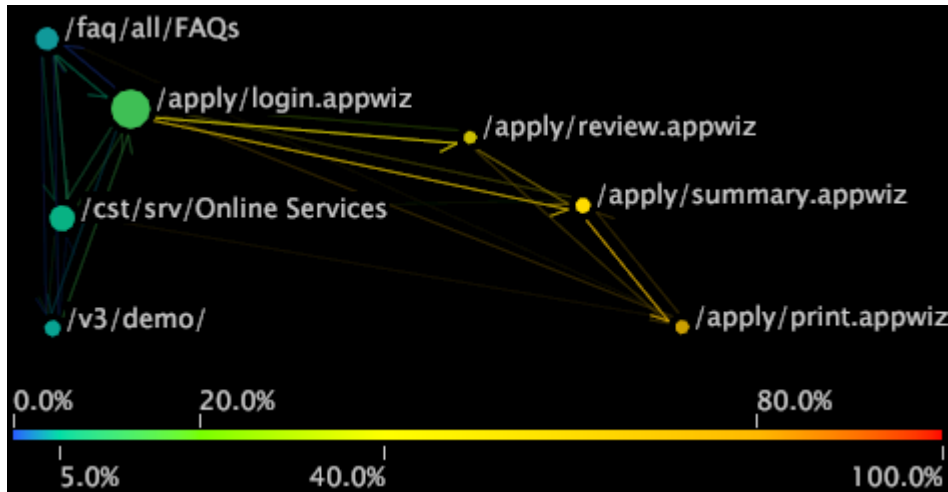 /faq/all/FAQs
/apply/login.appwiz
/apply/review.appwiz
/apply/summary.appwiz
/cst/srv/Online Services
/v3/demo/
/apply/print.appwiz
0.0%
20.0%
80.0%
5.0%
40.0%
100.0%